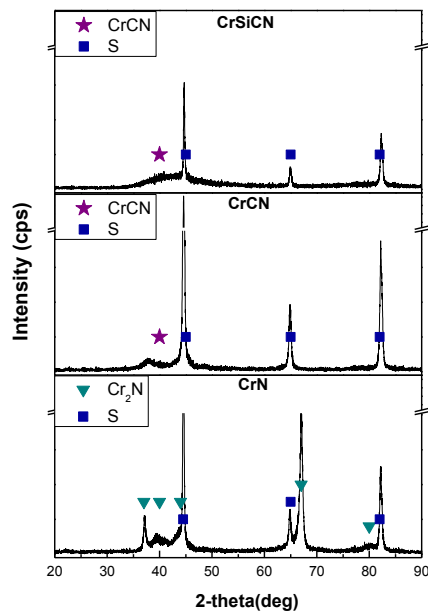 CrSiCN
CrCN
S
CrCN
CrCN
S
CrN
Cr₂N
S
Intensity (cps)
20 30 40 50 60 70 80 90
2-theta(deg)